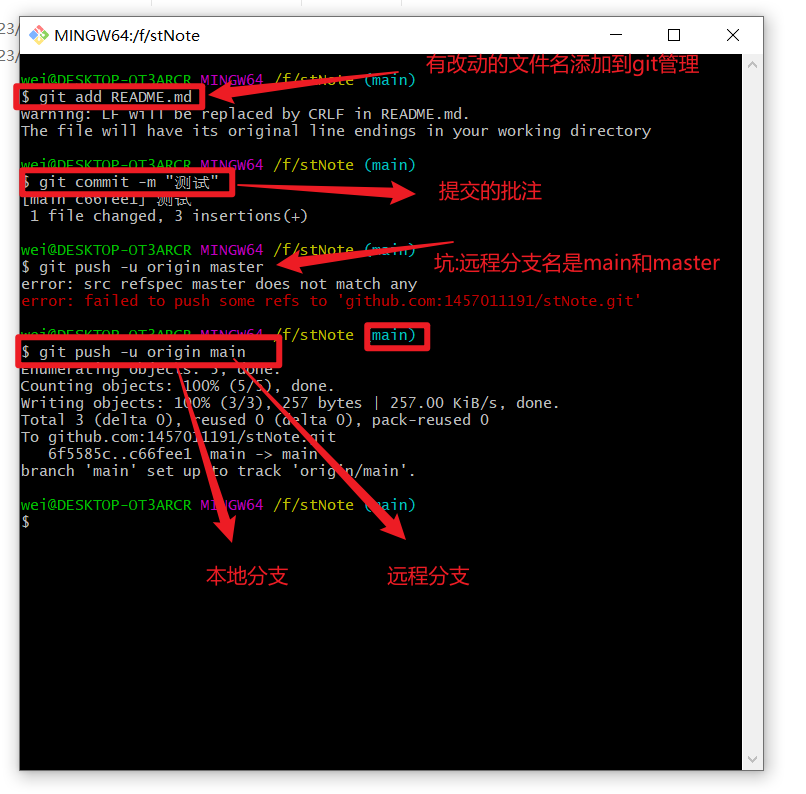 23/
23/
MINGW64:/f/stNote
有改动的文件名添加到git管理
wei@DESKTOP-OT3ARCR MINGW64 /f/stNote (main)
$ git add README.md
warning: LF will be replaced by CRLF in README.md.
The file will have its original line endings in your working directory
wei@DESKTOP-OT3ARCR MINGW64 /f/stNote (main)
$ git commit -m "测试"
提交的批注
[main c66fee1] 测试
1 file changed, 3 insertions(+)
wei@DESKTOP-OT3ARCR MINGW64 /f/stNote (main)
坑:远程分支名是main和master
$ git push -u origin master
error: src refspec master does not match any
error: failed to push some refs to 'github.com:1457011191/stNote.git'
wei@DESKTOP-OT3ARCR MINGW64 /f/stNote (main)
$ git push -u origin main
Enumerating objects: 5, done.
Counting objects: 100% (5/5), done.
Writing objects: 100% (3/3), 257 bytes | 257.00 KiB/s, done.
Total 3 (delta 0), reused 0 (delta 0), pack-reused 0
To github.com:1457011191/stNote.git
6f5585c..c66fee1 main -> main
branch 'main' set up to track 'origin/main'.
wei@DESKTOP-OT3ARCR MINGW64 /f/stNote (main)
$
本地分支
远程分支